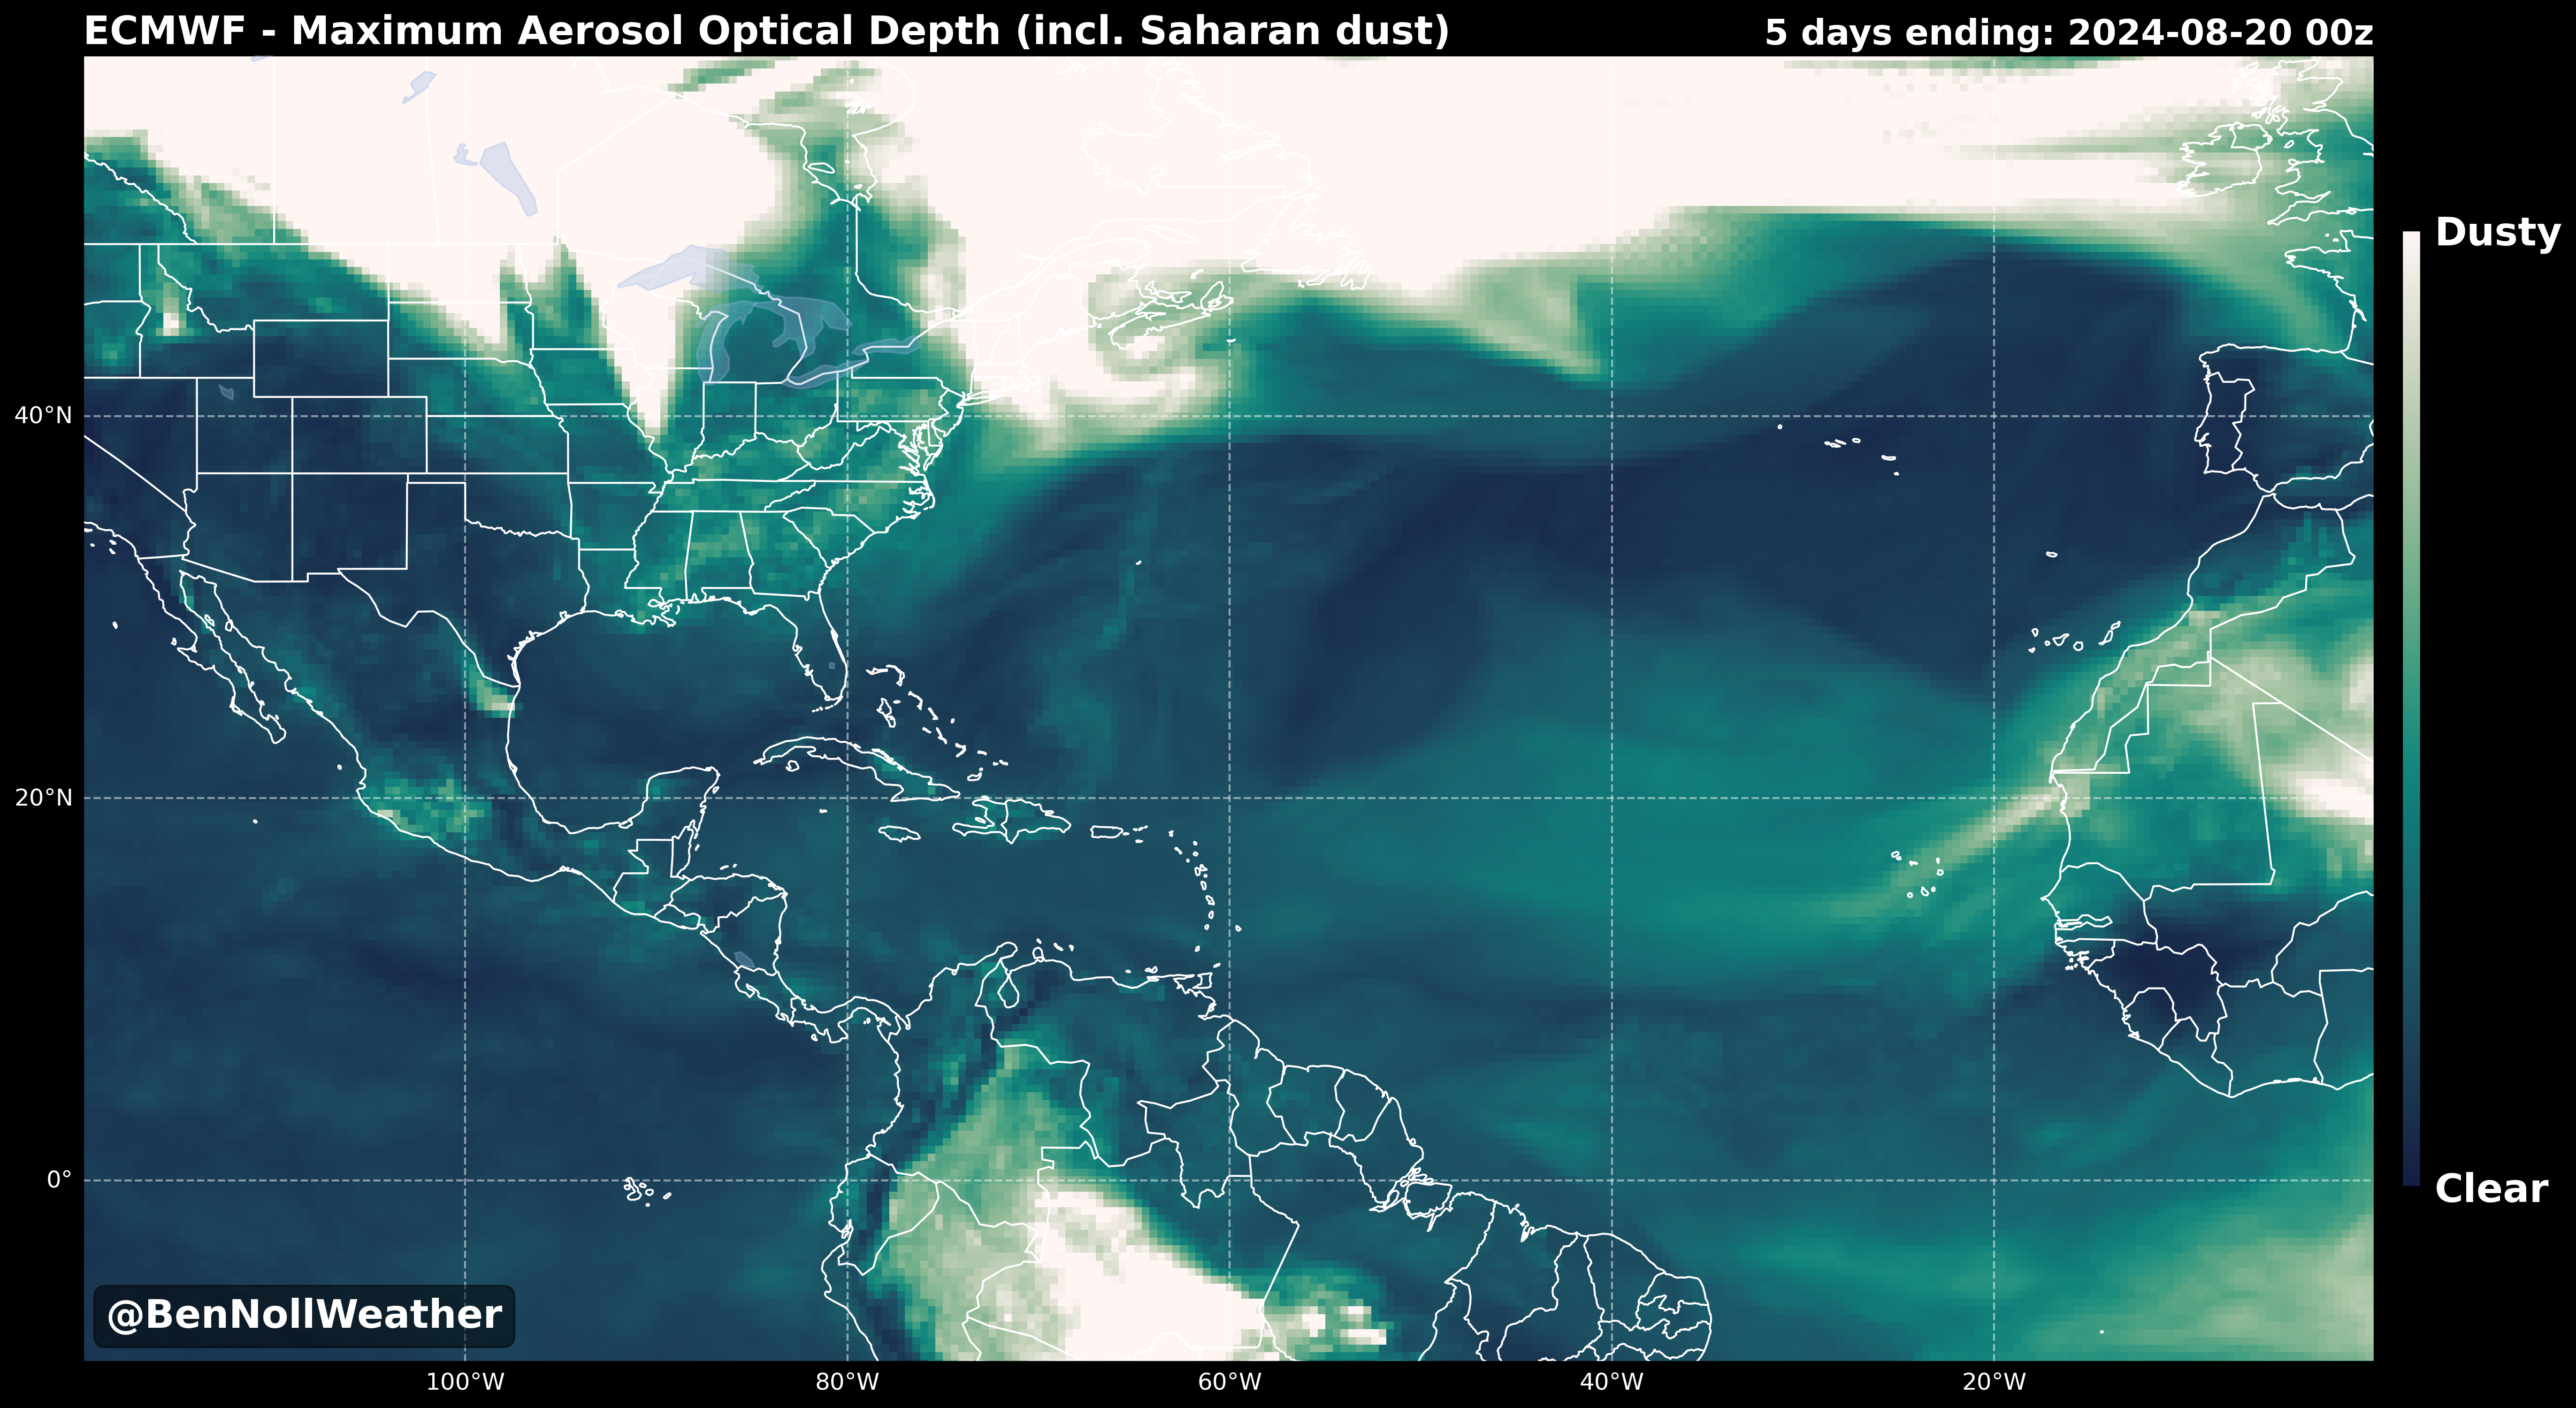 ECMWF - Maximum Aerosol Optical Depth (incl. Saharan dust)
5 days ending: 2024-08-20 00z
Dusty
40°N
20°N
0°
Clear
@BenNollWeather
100°W
80°W
60°W
40°W
20°W